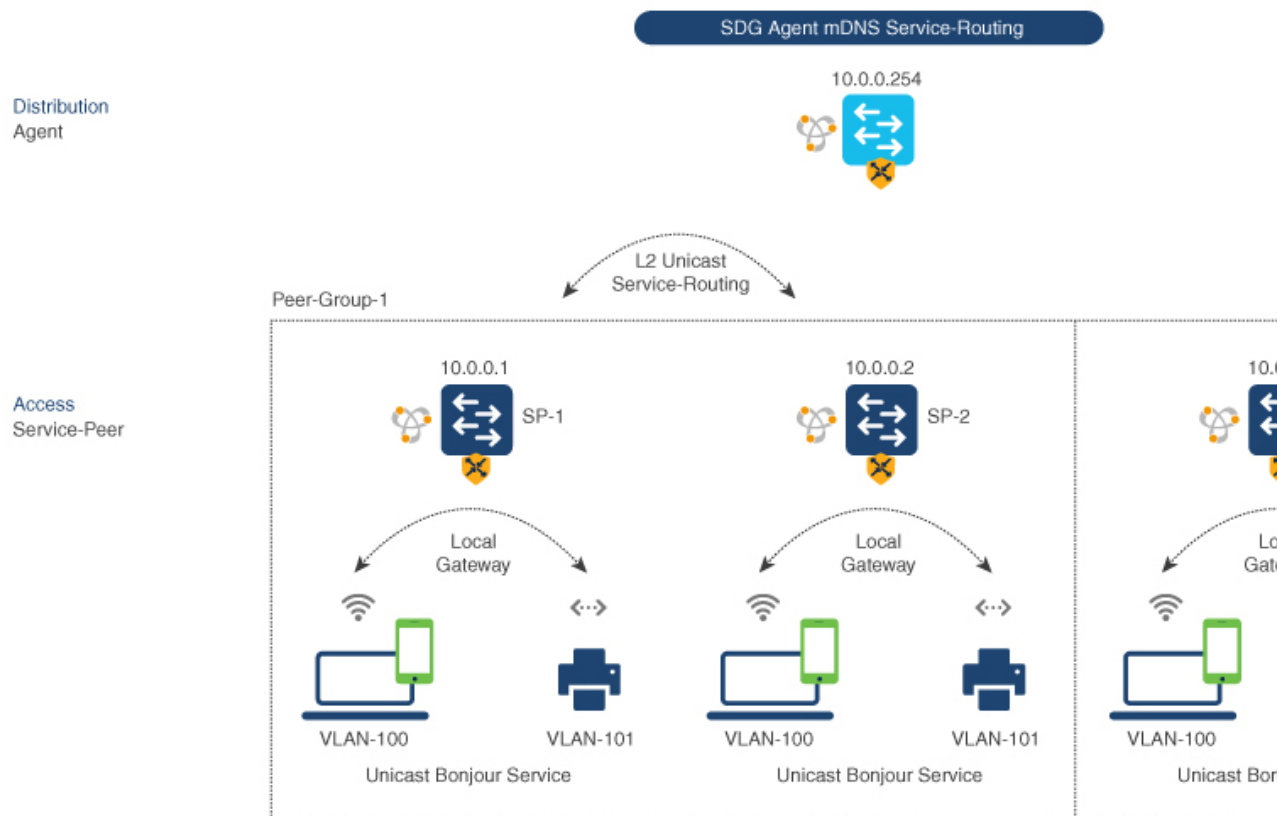 SDG Agent mDNS Service-Routing
10.0.0.254
Distribution
Agent
L2 Unicast
Service-Routing
Peer-Group-1
10.0.0.1
10.0.0.2
Access
Service-Peer
SP-1
SP-2
Local
Gateway
Local
Gateway
VLAN-100
VLAN-101
VLAN-100
VLAN-101
VLAN-100
Unicast Bonjour Service
Unicast Bonjour Service
Unicast